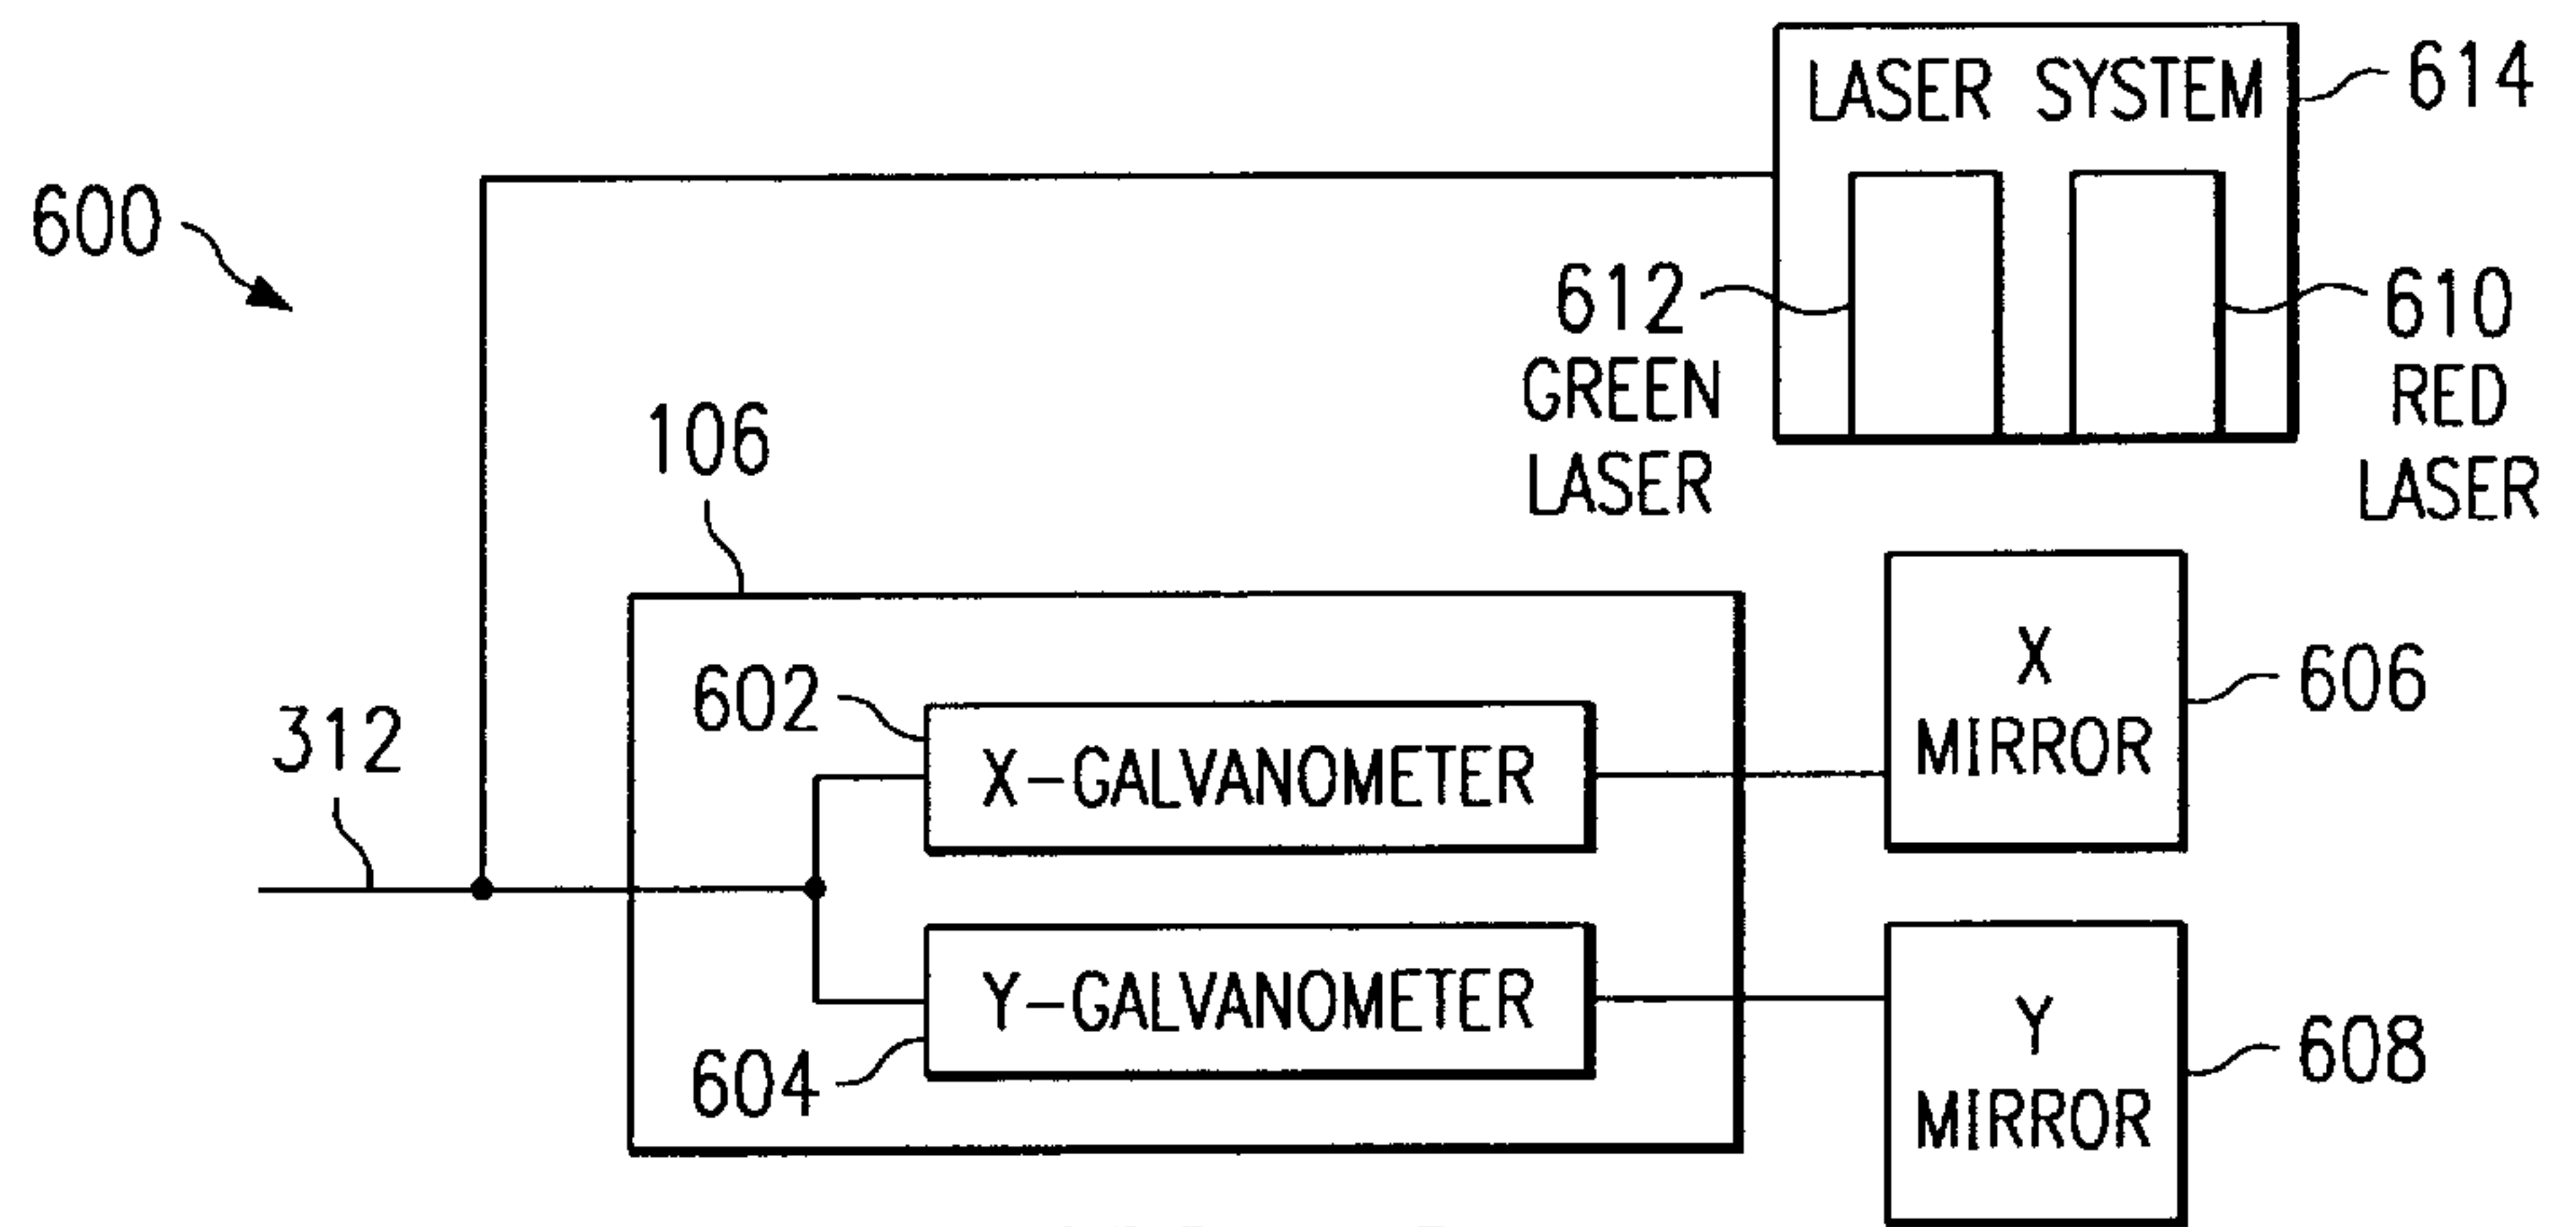 LASER SYSTEM
614
600
612
GREEN
LASER
610
RED
LASER
106
X
MIRROR
606
602
X-GALVANOMETER
312
Y-GALVANOMETER
604
Y
MIRROR
608